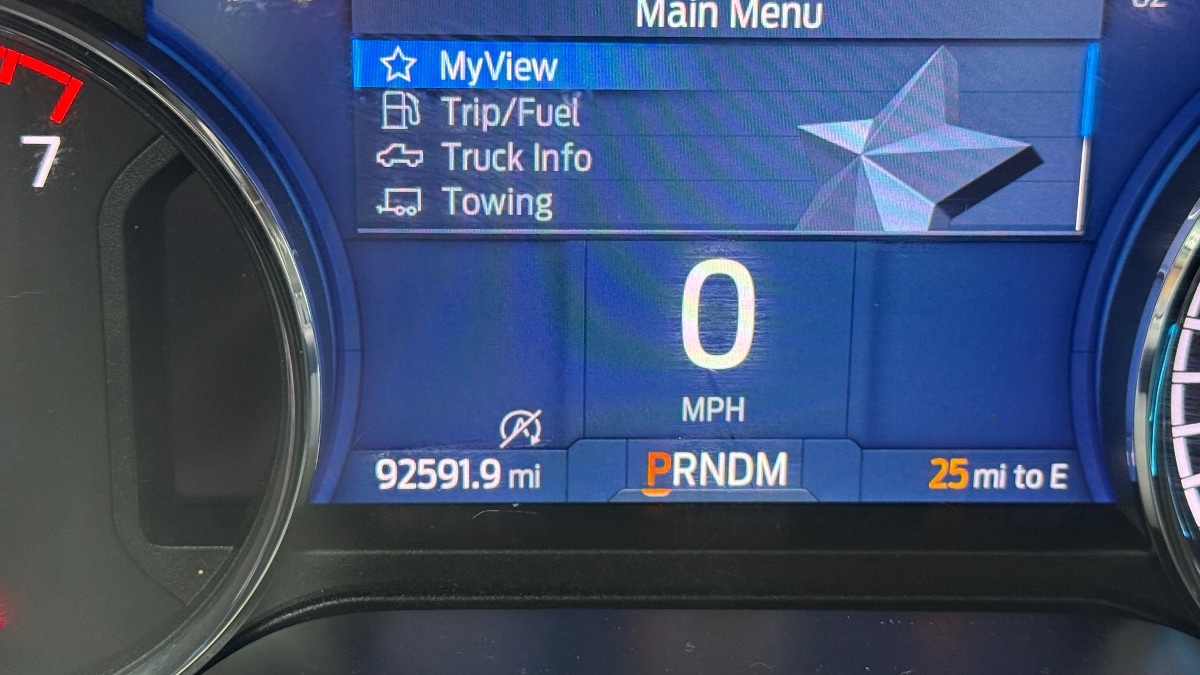 Main Menu
MyView
Trip/Fuel
7
Truck Info
Towing
0
MPH
A
92591.9 mi
PRNDM
25 mi to E